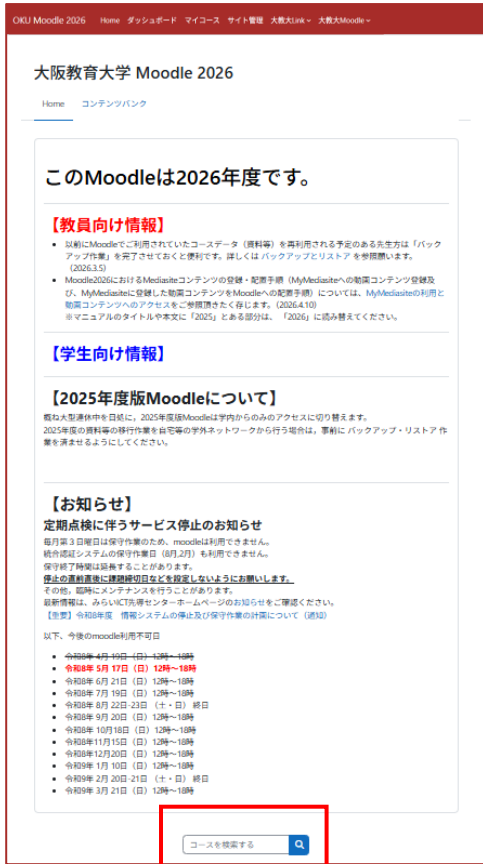 OKU Moodle 2026 Home ダッシュボード マイコース サイト管理 大教大Link 大教大Moodle
大阪教育大学 Moodle 2026
Home コンテンツバンク
このMoodleは2026年度です。
【教員向け情報】
以前にMoodleでご利用されていたコースデータ（資料等）を再利用される予定のある先生方は「バック
アップ作業」を完了させておくと便利です。詳しくは バックアップとリストア を参照願います。
（2026.3.5）
Moodle2026におけるMediasiteコンテンツの登録・配置手順（MyMediasiteへの動画コンテンツ登録及
び、MyMediasiteに登録した動画コンテンツをMoodleへの配置手順）については、MyMediasiteの利用と
動画コンテンツへのアクセスをご参照頂きたく存じます。（2026.4.10）
※マニュアルのタイトルや本文に「2025」とある部分は、「2026」に読み替えてください。
【学生向け情報】
【2025年度版Moodleについて】
概ね大型連休中を目処に，2025年度版Moodleは学内からのみのアクセスに切り替えます。
2025年度の資料等の移行作業を自宅等の学外ネットワークから行う場合は，事前に バックアップ・リストア 作
業を済ませるようにしてください。
【お知らせ】
定期点検に伴うサービス停止のお知らせ
毎月第３日曜日は保守作業のため、moodleは利用できません。
統合認証システムの保守作業日（8月,2月）も利用できません。
保守終了時間は延長することがあります。
停止の直前直後に課題締切日などを設定しないようにお願いします。
その他，臨時にメンテナンスを行うことがあります。
最新情報は、みらいICT先導センターホームページのお知らせをご確認ください。
【重要】令和8年度　情報システムの停止及び保守作業の計画について（通知）
以下、今後のmoodle利用不可日
令和8年 4月 19日（日）12時～18時
令和8年 5月 17日（日）12時～18時
令和8年 6月 21日（日）12時～18時
令和8年 7月 19日（日）12時～18時
令和8年 8月 22日-23日 （土・日） 終日
令和8年 9月 20日（日）12時～18時
令和8年 10月18日（日）12時～18時
令和8年11月15日（日）12時～18時
令和8年12月20日（日）12時～18時
令和9年 1月 10日（日）12時～18時
令和9年 2月 20日-21日 （土・日） 終日
令和9年 3月 21日（日）12時～18時
コースを検索する